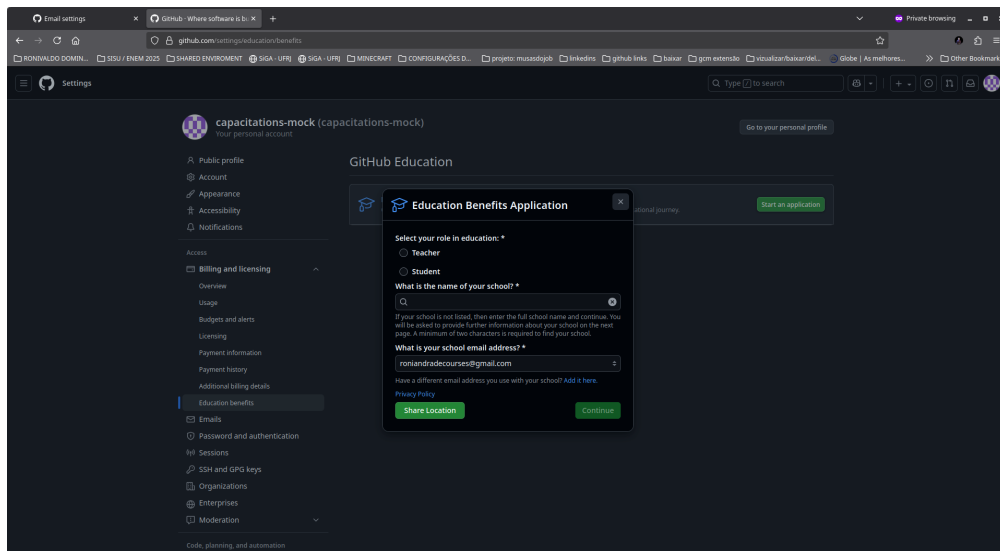 Email settings
GitHub · Where software is bu
Private browsing
github.com/settings/education/benefits
RONIVALDO DOMIN...
SISU / ENEM 2025
SHARED ENVIROMENT
SiGA - UFRJ
SiGA - UFRJ
MINECRAFT
CONFIGURAÇÕES D...
projeto: musasdojob
linkedins
github links
baixar
gcm extensão
vizualizar/baixar/del...
Globe | As melhores...
Other Bookmark
Settings
Type / to search
capacitations-mock (capacitations-mock)
Your personal account
Go to your personal profile
Public profile
Account
Appearance
Accessibility
Notifications
Access
Billing and licensing
Overview
Usage
Budgets and alerts
Licensing
Payment information
Payment history
Additional billing details
Education benefits
Emails
Password and authentication
Sessions
SSH and GPG keys
Organizations
Enterprises
Moderation
Code, planning, and automation
GitHub Education
ational journey.
Start an application
Education Benefits Application
Select your role in education: *
Teacher
Student
What is the name of your school? *
If your school is not listed, then enter the full school name and continue. You
will be asked to provide further information about your school on the next
page. A minimum of two characters is required to find your school.
What is your school email address? *
roniandradecourses@gmail.com
Have a different email address you use with your school? Add it here.
Privacy Policy
Share Location
Continue